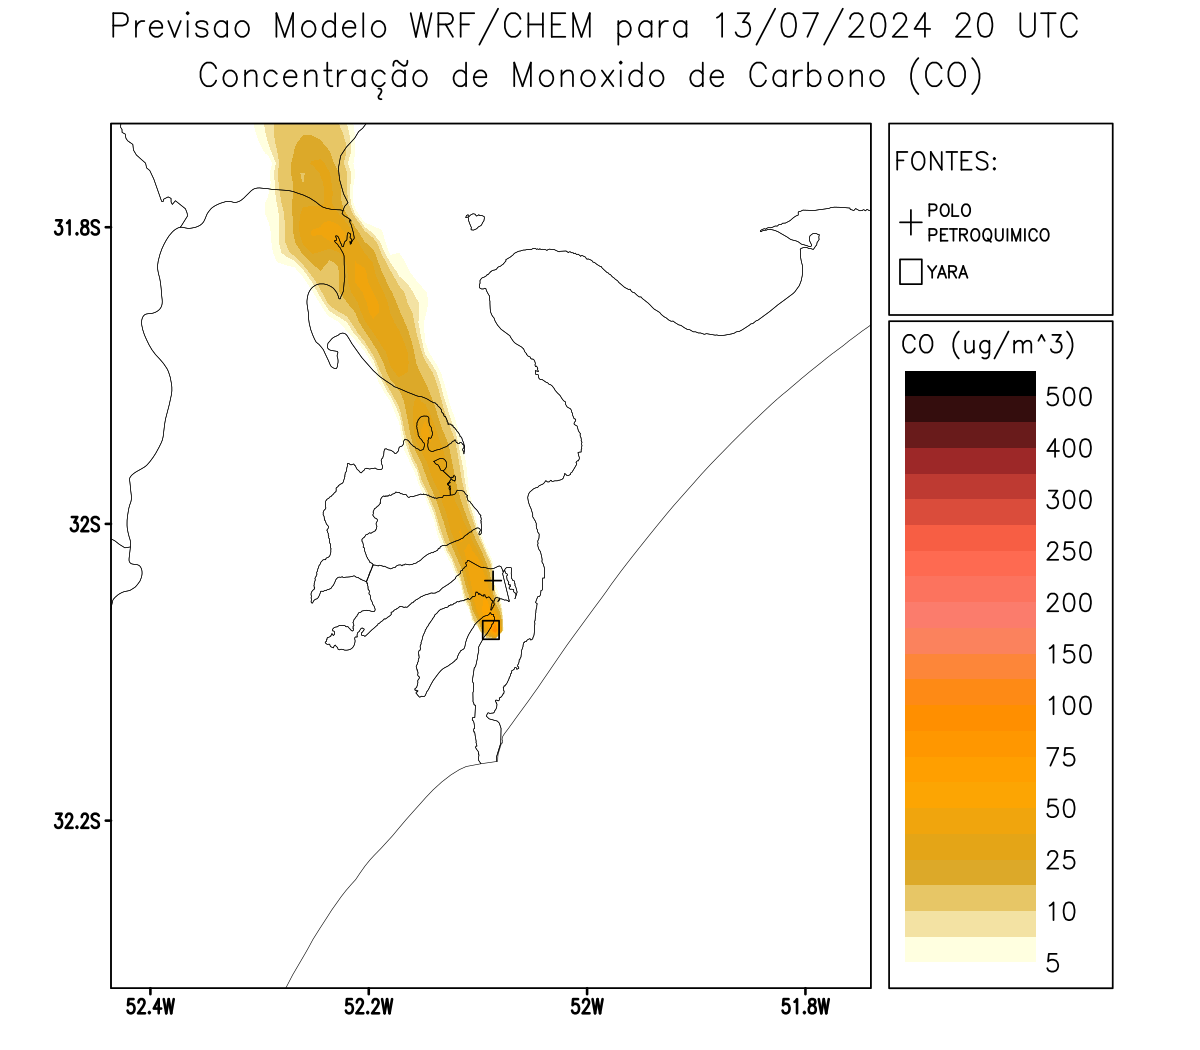 Previsao Modelo WRF/CHEM para 13/07/2024 20 UTC
Concentração de Monoxido de Carbono (CO)
FONTES:
POLO
PETROQUIMICO
YARA
CO (ug/m^3)
500
400
300
250
200
150
100
75
50
25
10
5
31.8S
32S
32.2S
52.4W
52.2W
52W
51.8W